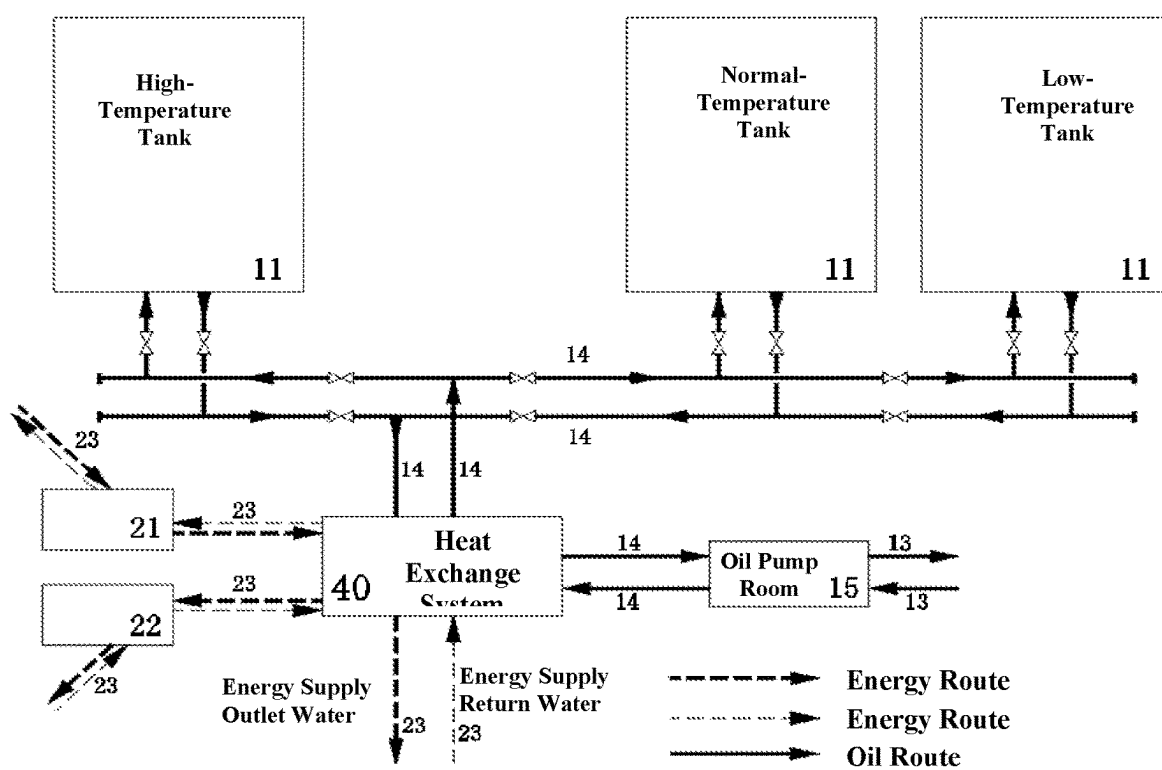 High-
Temperature
Tank
11
Normal-
Temperature
Tank
11
Low-
Temperature
Tank
11
14
14
23
14
14
21
23
23
22
23
23
Heat
Exchange
System
40
14
14
Oil Pump
Room
15
13
13
Energy Supply
Outlet Water
23
Energy Supply
Return Water
23
Energy Route
Energy Route
Oil Route